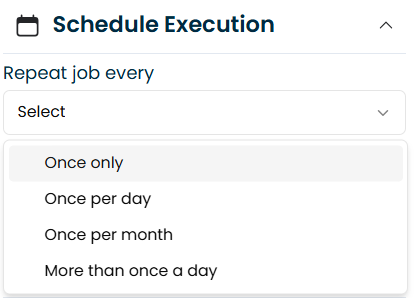 Schedule Execution
Repeat job every
Select
Once only
Once per day
Once per month
More than once a day